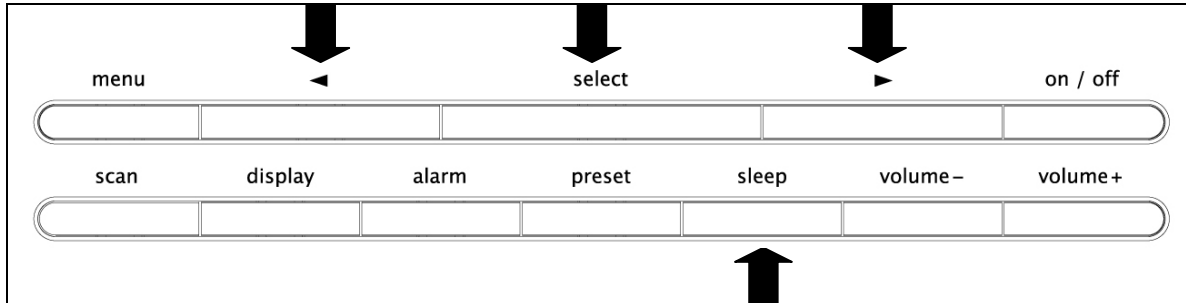 menu ◄ select ► on / off
scan display alarm preset sleep volume– volume+